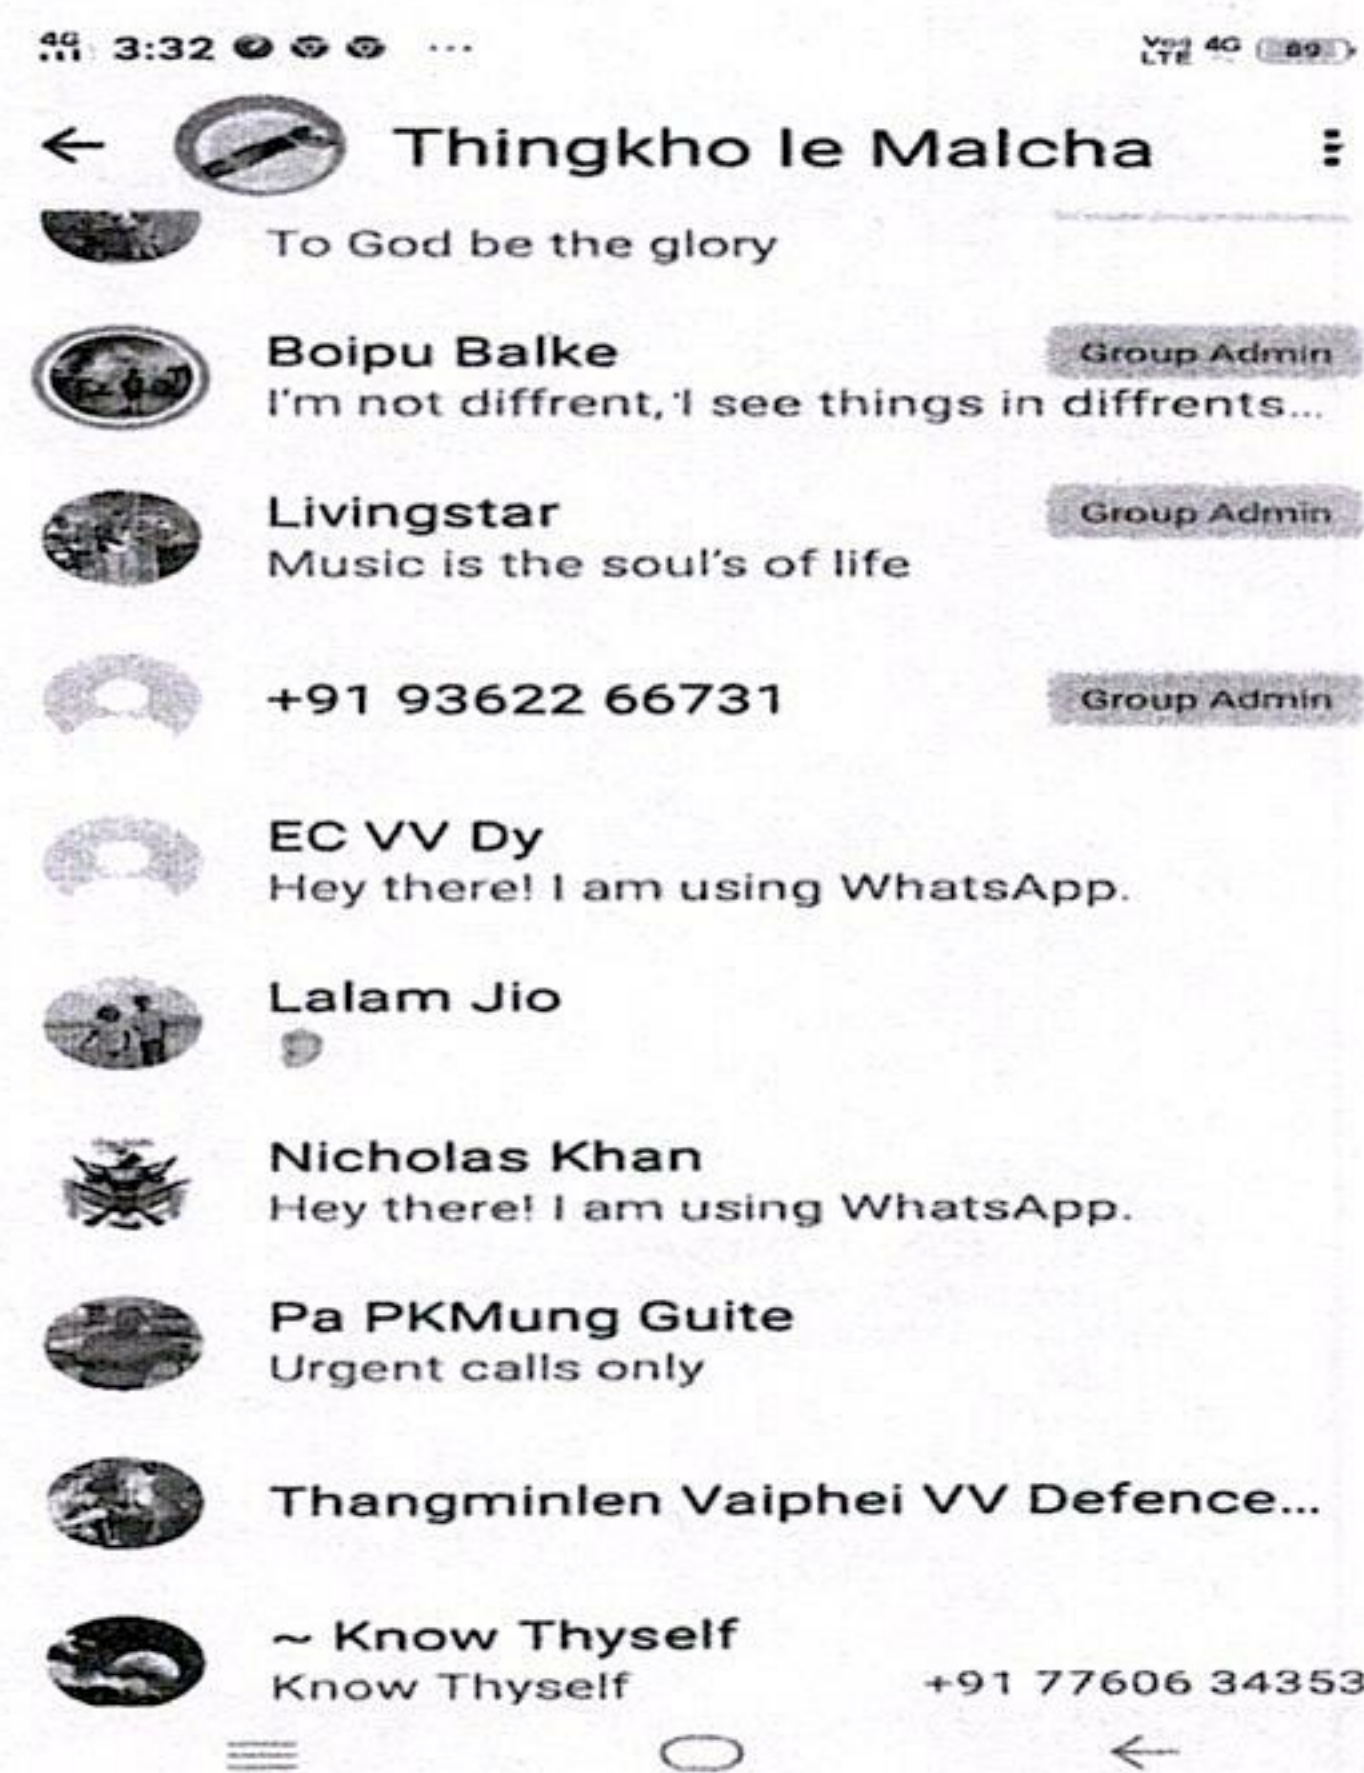 4G 3:32 ... 4G 89
Thingkho le Malcha
To God be the glory
Boipu Balke Group Admin
I'm not diffrent, I see things in diffrents...
Livingstar Group Admin
Music is the soul's of life
+91 93622 66731 Group Admin
EC VV Dy
Hey there! I am using WhatsApp.
Lalam Jio
Nicholas Khan
Hey there! I am using WhatsApp.
Pa PKMung Guite
Urgent calls only
Thangminlen Vaiphei VV Defence...
~ Know Thyself
Know Thyself +91 77606 34353